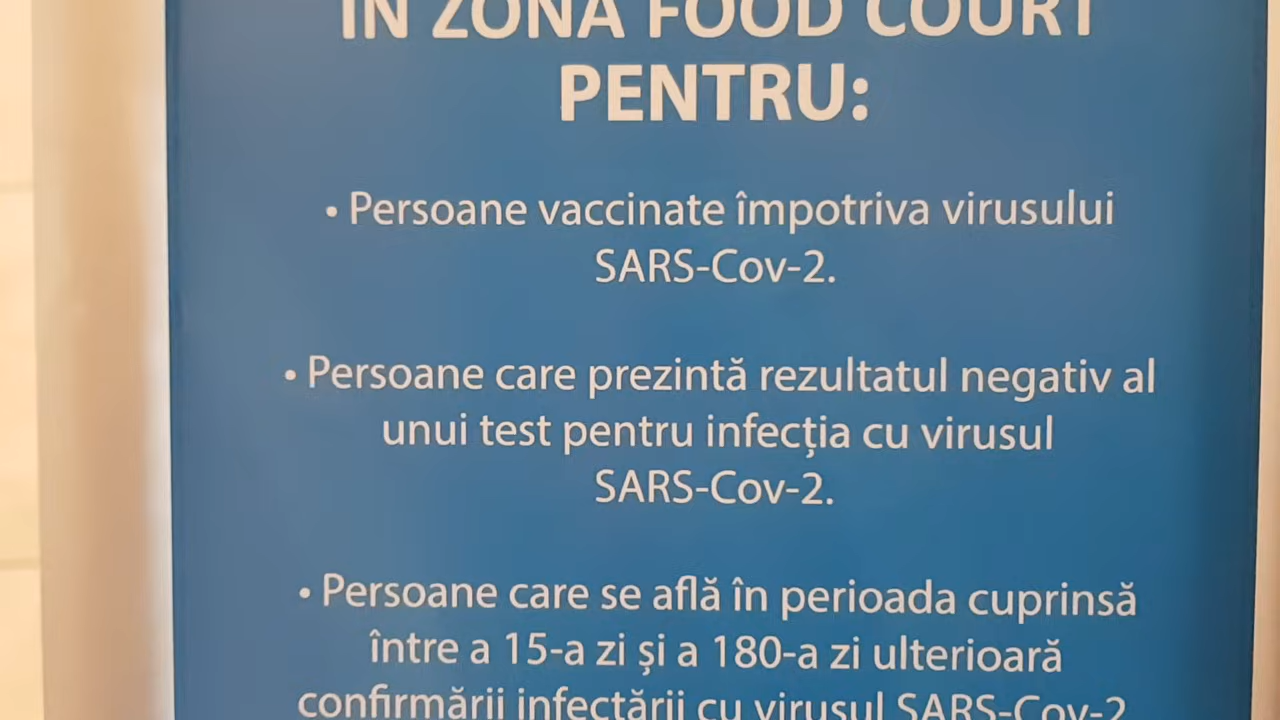 ÎN ZONA FOOD COURT
PENTRU:
• Persoane vaccinate împotriva virusului
SARS-Cov-2.
• Persoane care prezintă rezultatul negativ al
unui test pentru infecția cu virusul
SARS-Cov-2.
• Persoane care se află în perioada cuprinsă
între a 15-a zi și a 180-a zi ulterioară
confirmării infectării cu virusul SARS-Cov-2